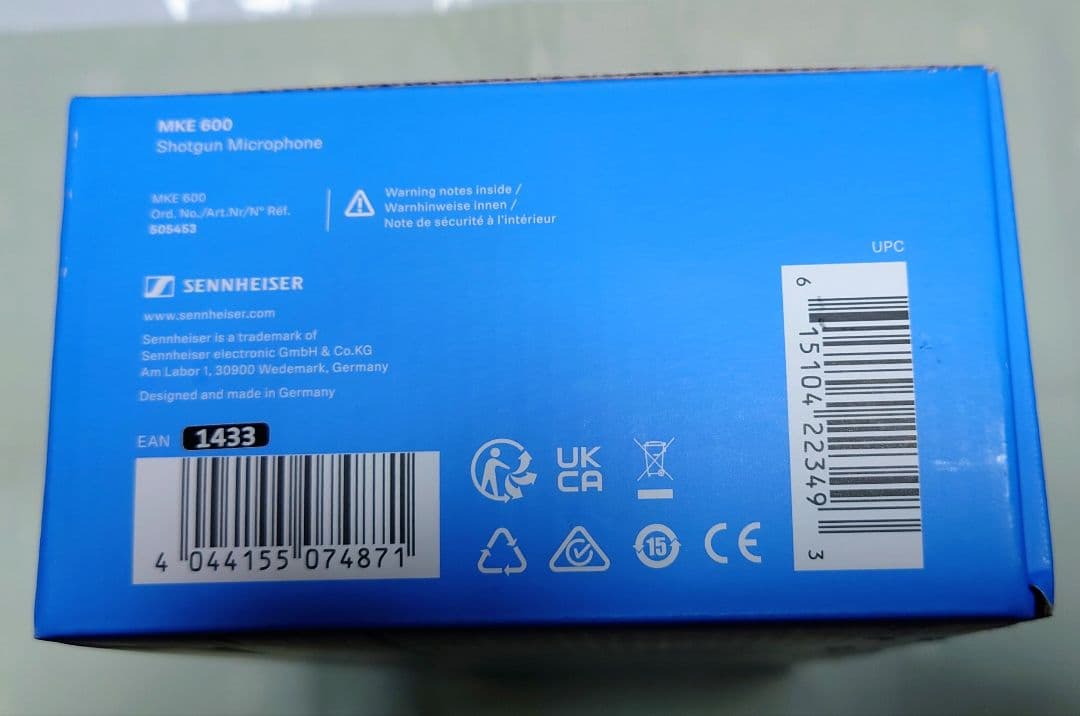 MKE 600
Shotgun Microphone
MKE 600
Ord. No./Art.Nr/N° Réf.
505453
Warning notes inside /
Warnhinweise innen /
Note de sécurité à l'intérieur
SENNHEISER
www.sennheiser.com
Sennheiser is a trademark of
Sennheiser electronic GmbH & Co.KG
Am Labor 1, 30900 Wedemark, Germany
Designed and made in Germany
EAN 1433
4 044155 074871
UK
CA
15
CE
UPC
6 15104 22349 3